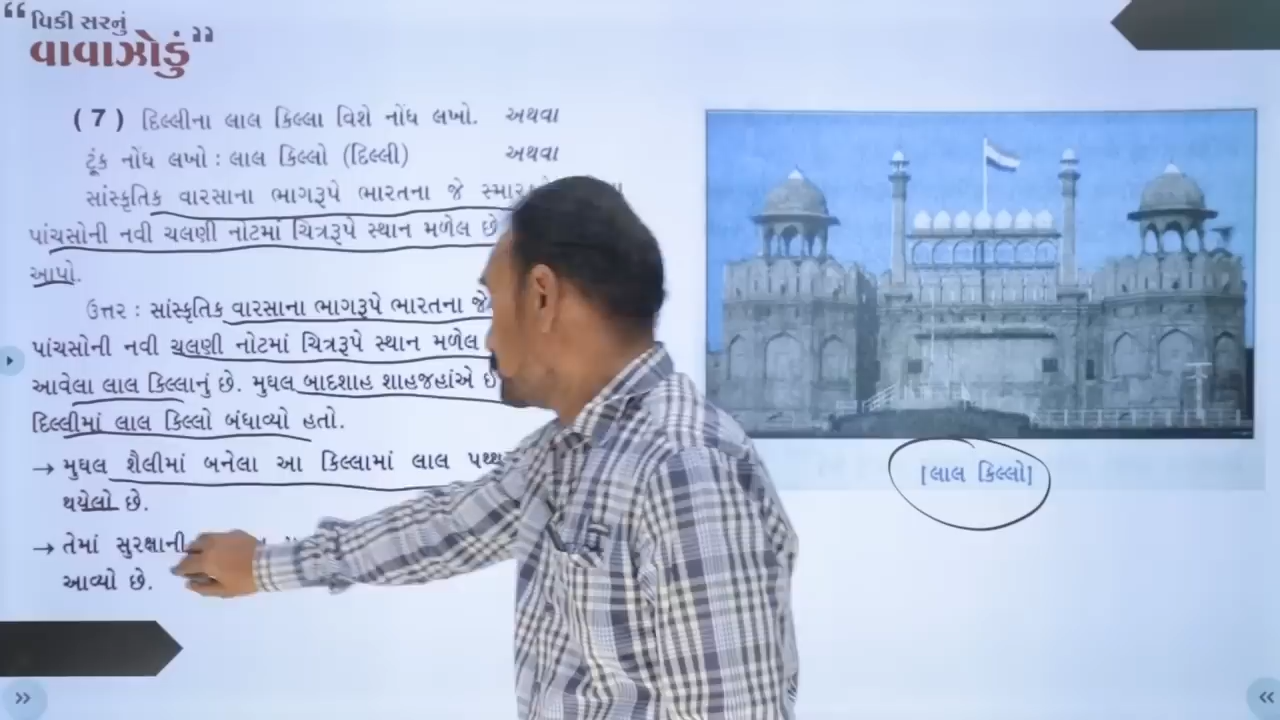 “વિકી સરનું
વાવાઝોડું”
(7) દિલ્લીના લાલ કિલ્લા વિશે નોંધ લખો. અથવા
ટૂંક નોંધ લખો : લાલ કિલ્લો (દિલ્લી) અથવા
સાંસ્કૃતિક વારસાના ભાગરૂપે ભારતના જે
પાંચસોની નવી ચલણી નોટમાં ચિત્રરૂપે સ્થાન મળેલ છે
આપો.
ઉત્તર : સાંસ્કૃતિક વારસાના ભાગરૂપે ભારતના જે
પાંચસોની નવી ચલણી નોટમાં ચિત્રરૂપે સ્થાન મળેલ
આવેલા લાલ કિલ્લાનું છે. મુઘલ બાદશાહ શાહજહાંએ
દિલ્લીમાં લાલ કિલ્લો બંધાવ્યો હતો.
→ મુઘલ શૈલીમાં બનેલા આ કિલ્લામાં લાલ
થયેલો છે.
→ તેમાં સુરક્ષાની
આવ્યો છે.
[લાલ કિલ્લો]